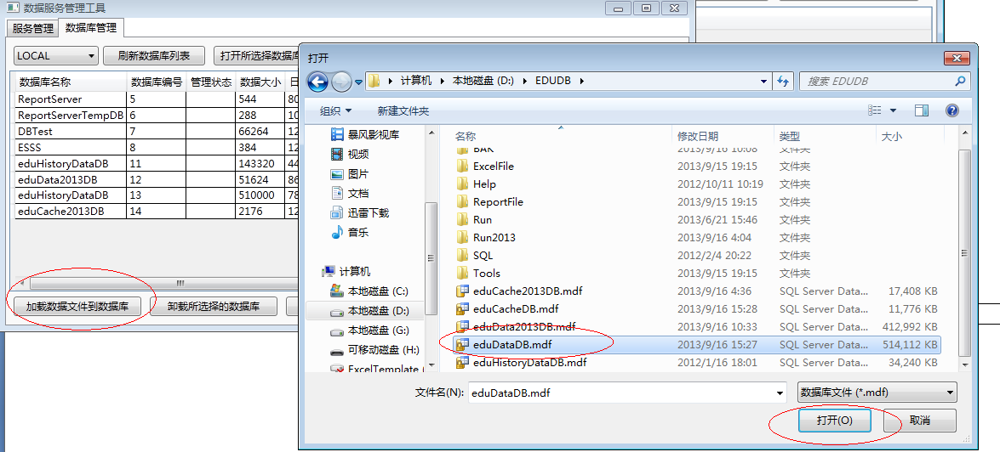 数据服务管理工具
服务管理 数据库管理
LOCAL 刷新数据库列表 打开所选择数据库
数据库名称 数据库编号 管理状态 数据大小
ReportServer 5 544 80
ReportServerTempDB 6 288 10
DBTest 7 66264 12
ESSS 8 384 12
eduHistoryDataDB 11 143320 44
eduData2013DB 12 51624 86
eduHistoryDataDB 13 510000 78
eduCache2013DB 14 2176 12
加载数据文件到数据库 卸载所选择的数据库
打开
计算机 本地磁盘 (D:) EDUDB 搜索 EDUDB
组织 新建文件夹
暴风影视库
视频
图片
文档
迅雷下载
音乐
计算机
本地磁盘 (C:)
本地磁盘 (D:)
本地磁盘 (G:)
可移动磁盘 (H:)
ExcelTemplate
名称 修改日期 类型 大小
BAK 2013/9/16 10:08 文件夹
ExcelFile 2013/9/15 19:15 文件夹
Help 2012/10/11 10:19 文件夹
ReportFile 2013/9/15 19:15 文件夹
Run 2013/6/21 15:46 文件夹
Run2013 2013/9/16 4:04 文件夹
SQL 2012/2/4 20:22 文件夹
Tools 2013/9/15 19:15 文件夹
eduCache2013DB.mdf 2013/9/16 4:36 SQL Server Data... 17,408 KB
eduCacheDB.mdf 2013/9/16 15:28 SQL Server Data... 11,776 KB
eduData2013DB.mdf 2013/9/16 10:33 SQL Server Data... 412,992 KB
eduDataDB.mdf 2013/9/16 15:27 SQL Server Data... 514,112 KB
eduHistoryDataDB.mdf 2012/1/16 18:01 SQL Server Data... 34,240 KB
文件名(N): eduDataDB.mdf 数据库文件 (*.mdf)
打开(O) 取消